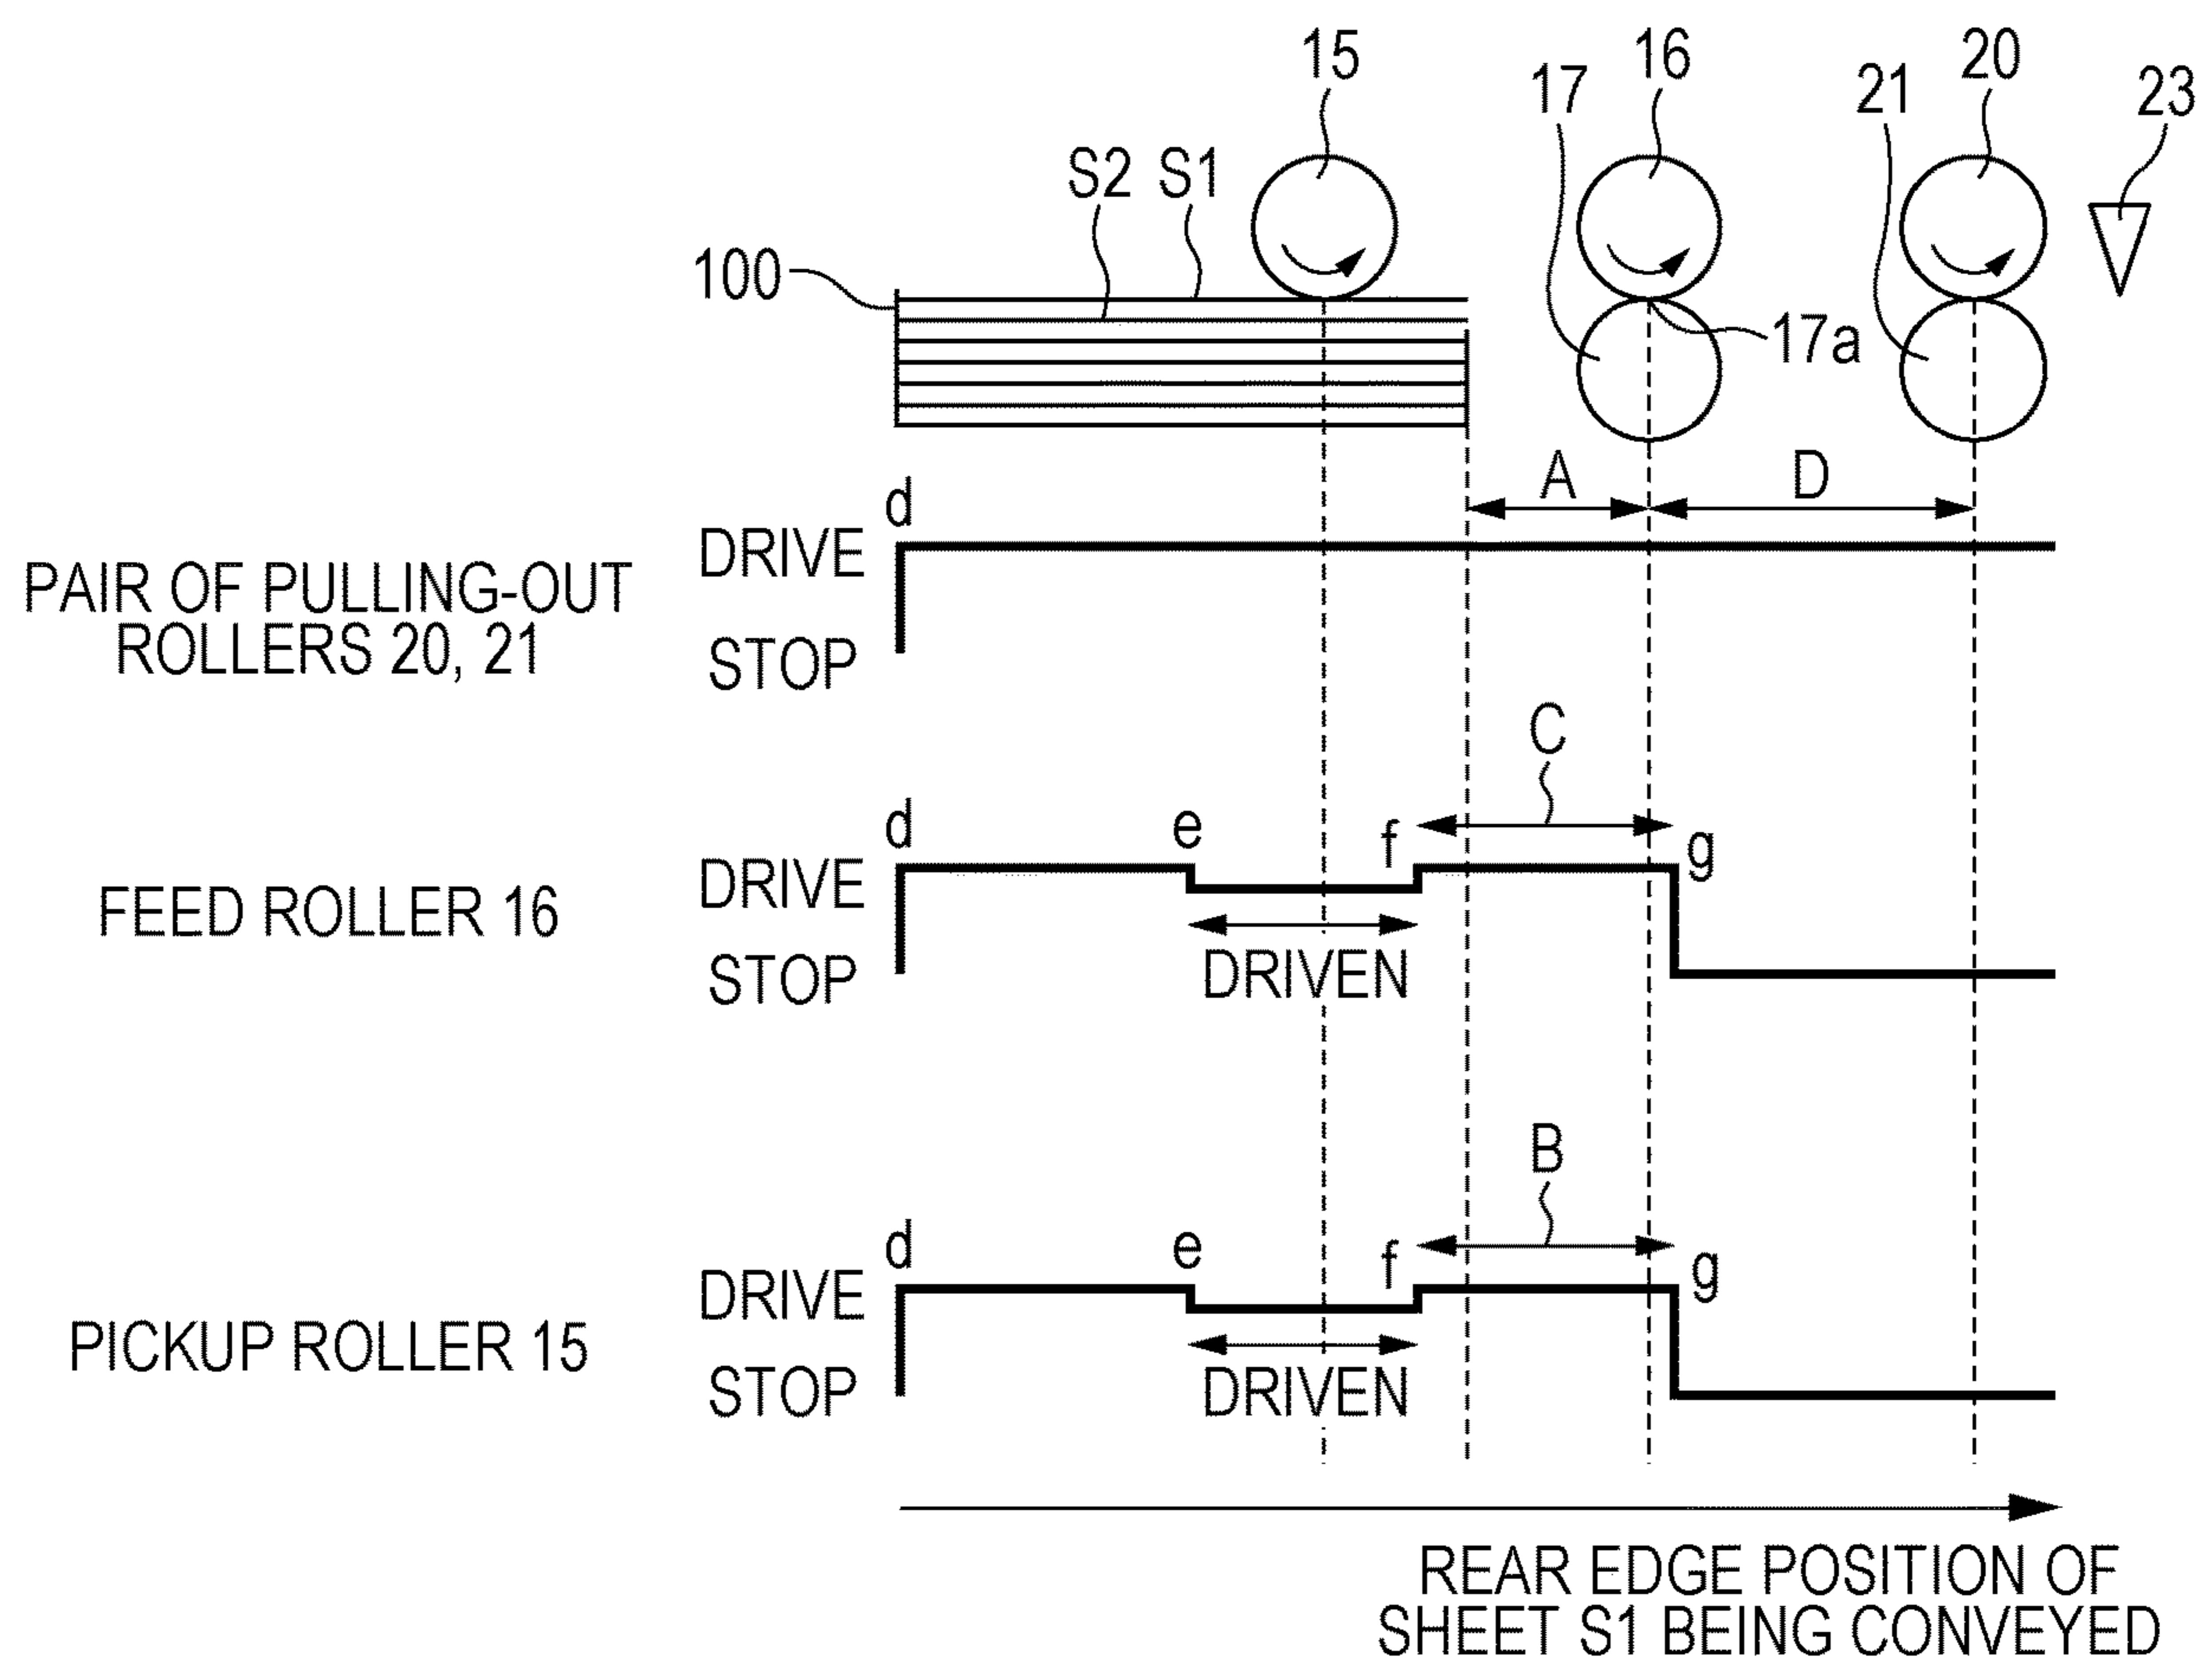 15
16
20
17
21
23
S2 S1
100
17a
A
D
d
DRIVE
PAIR OF PULLING-OUT
ROLLERS 20, 21
STOP
C
d
e
f
g
DRIVE
FEED ROLLER 16
STOP
DRIVEN
B
d
e
f
g
DRIVE
PICKUP ROLLER 15
STOP
DRIVEN
REAR EDGE POSITION OF
SHEET S1 BEING CONVEYED